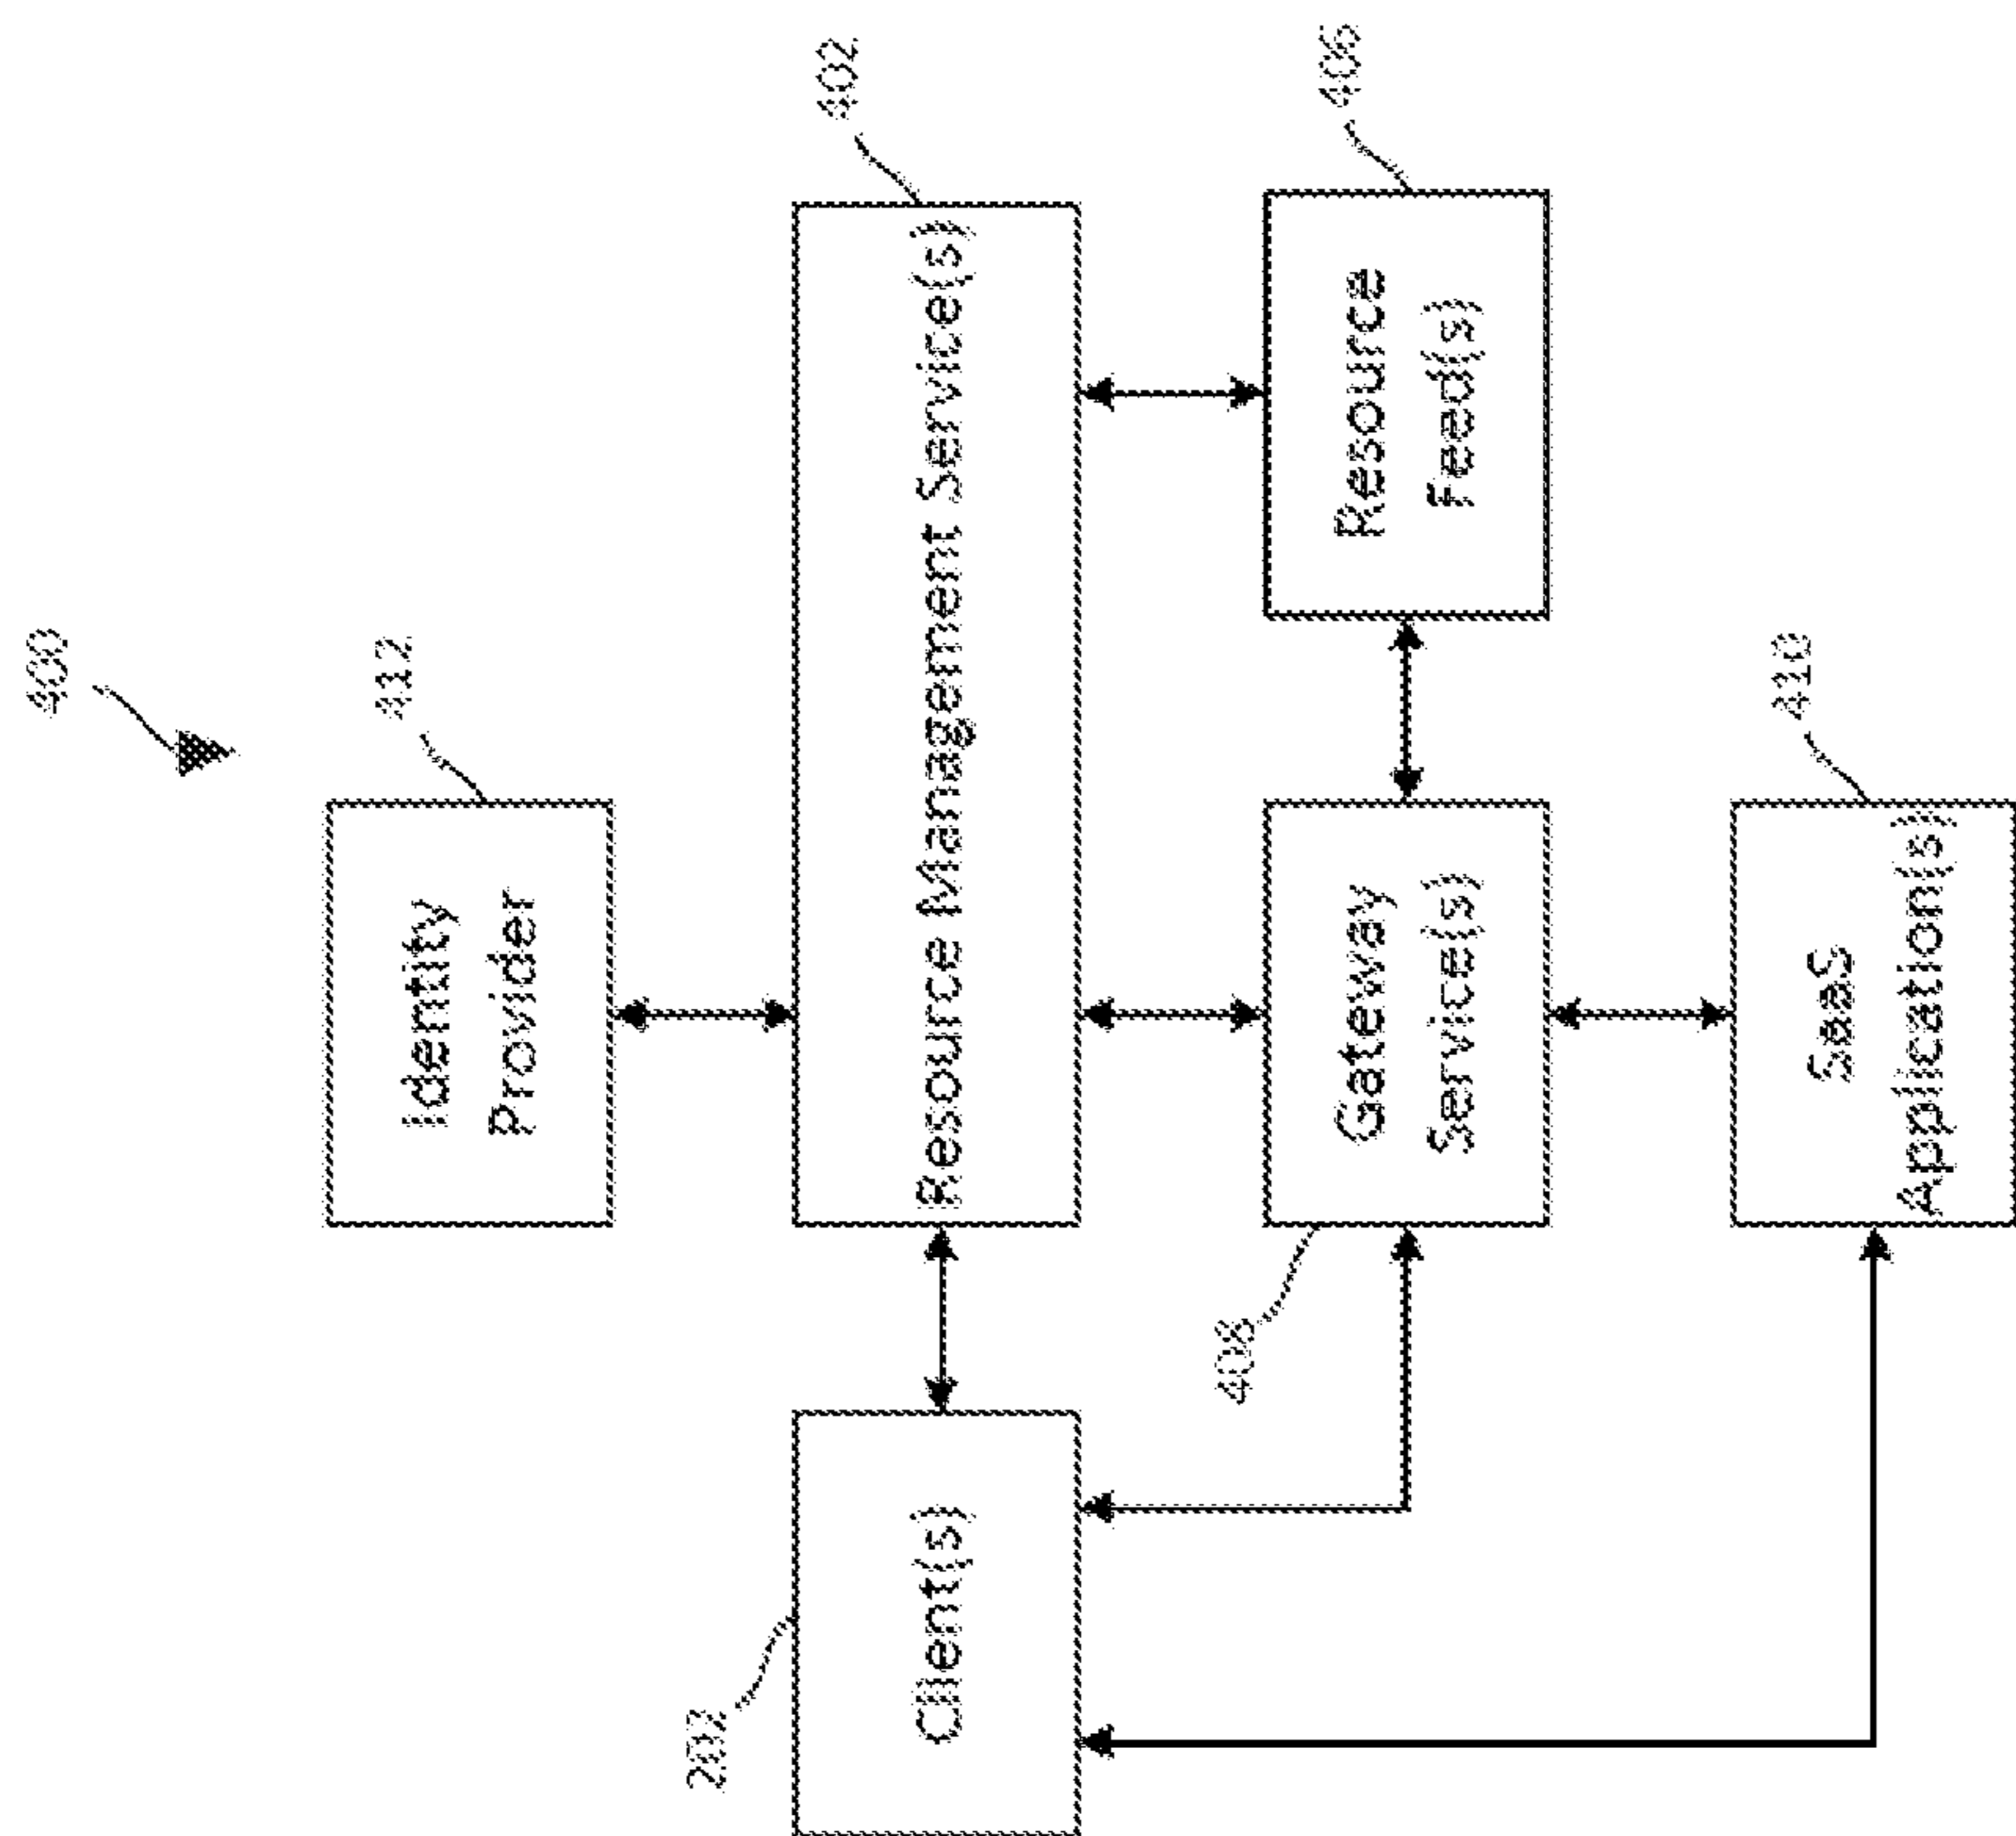 400
412
Identity
Provider
202
402
Client(s)
Resource Management Service(s)
408
406
Gateway
Service(s)
Resource
Feed(s)
410
SaaS
Application(s)